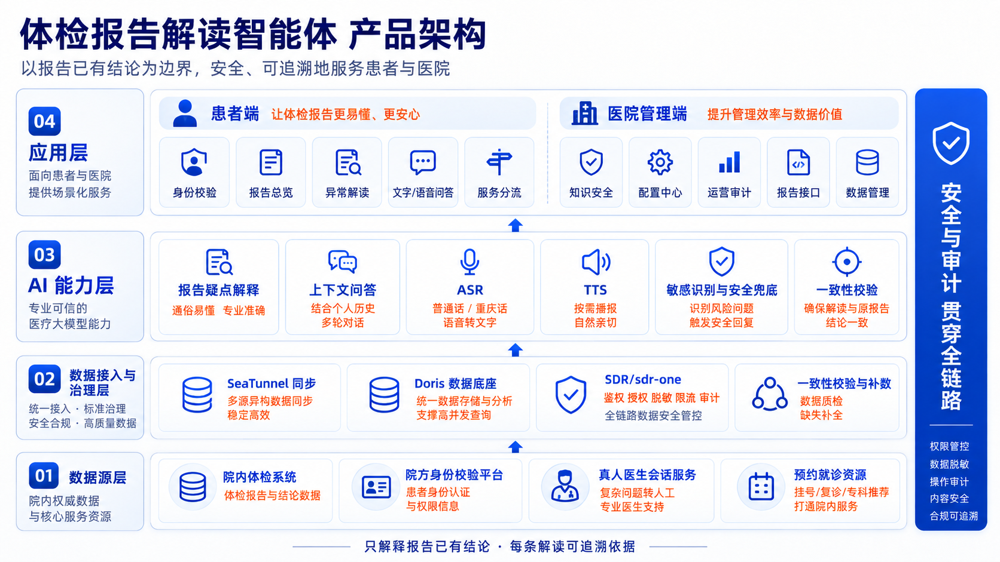 体检报告解读智能体 产品架构
以报告已有结论为边界，安全、可追溯地服务患者与医院
04
应用层
面向患者与医院
提供场景化服务
患者端 让体检报告更易懂、更安心
身份校验
报告总览
异常解读
文字/语音问答
服务分流
医院管理端 提升管理效率与数据价值
知识安全
配置中心
运营审计
报告接口
数据管理
03
AI 能力层
专业可信的
医疗大模型能力
报告疑点解释
通俗易懂 专业准确
上下文问答
结合个人历史
多轮对话
ASR
普通话 / 重庆话
语音转文字
TTS
按需播报
自然亲切
敏感识别与安全兜底
识别风险问题
触发安全回复
一致性校验
确保解读与原报告
结论一致
02
数据接入与
治理层
统一接入 · 标准治理
安全合规 · 高质量数据
SeaTunnel 同步
多源异构数据同步
稳定高效
Doris 数据底座
统一数据存储与分析
支撑高并发查询
SDR/sdr-one
鉴权 授权 脱敏 限流 审计
全链路数据安全管控
一致性校验与补数
数据质检
缺失补全
01
数据源层
院内权威数据
与核心服务资源
院内体检系统
体检报告与结论数据
院方身份校验平台
患者身份认证
与权限信息
真人医生会话服务
复杂问题转人工
专业医生支持
预约就诊资源
挂号/复诊/专科推荐
打通院内服务
安全与审计 贯穿全链路
权限管控
数据脱敏
操作审计
内容安全
合规可追溯
只解释报告已有结论 · 每条解读可追溯依据